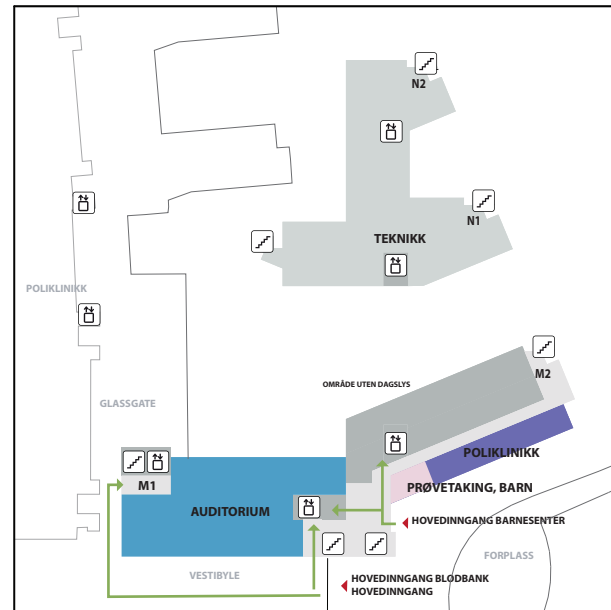 N2
N1
TEKNIKK
POLIKLINIKK
M2
OMRÅDE UTEN DAGSLYS
GLASSGATE
POLIKLINIKK
M1
PRØVETAKING, BARN
AUDITORIUM
HOVEDINNGANG BARNESENTER
FORPLASS
VESTIBYLE
HOVEDINNGANG BLODBANK
HOVEDINNGANG